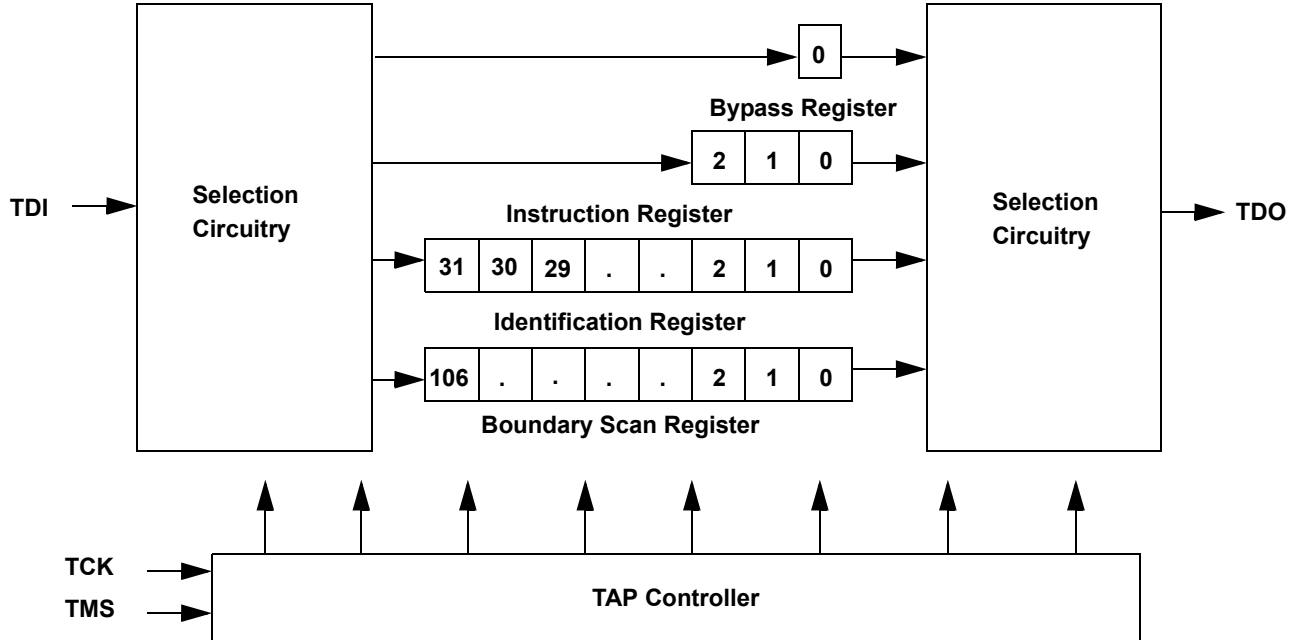 0
Bypass Register
2 1 0
TDI
Selection
Circuitry
Selection
Circuitry
TDO
Instruction Register
31 30 29 . . 2 1 0
Identification Register
106 . . . . 2 1 0
Boundary Scan Register
TCK
TMS
TAP Controller